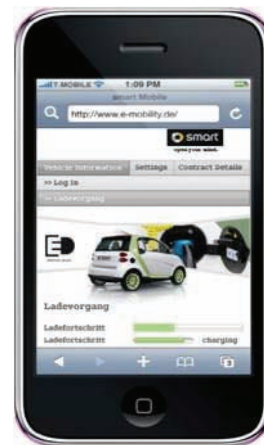 T-MOBILE 1:09 PM
smart Mobile
http://www.e-mobility.de/
smart
open your mind.
Vehicle Information Settings Contract Details
>> Log In
>> Ladevorgang
ED
Ladevorgang
Ladefortschritt
Ladefortschritt charging